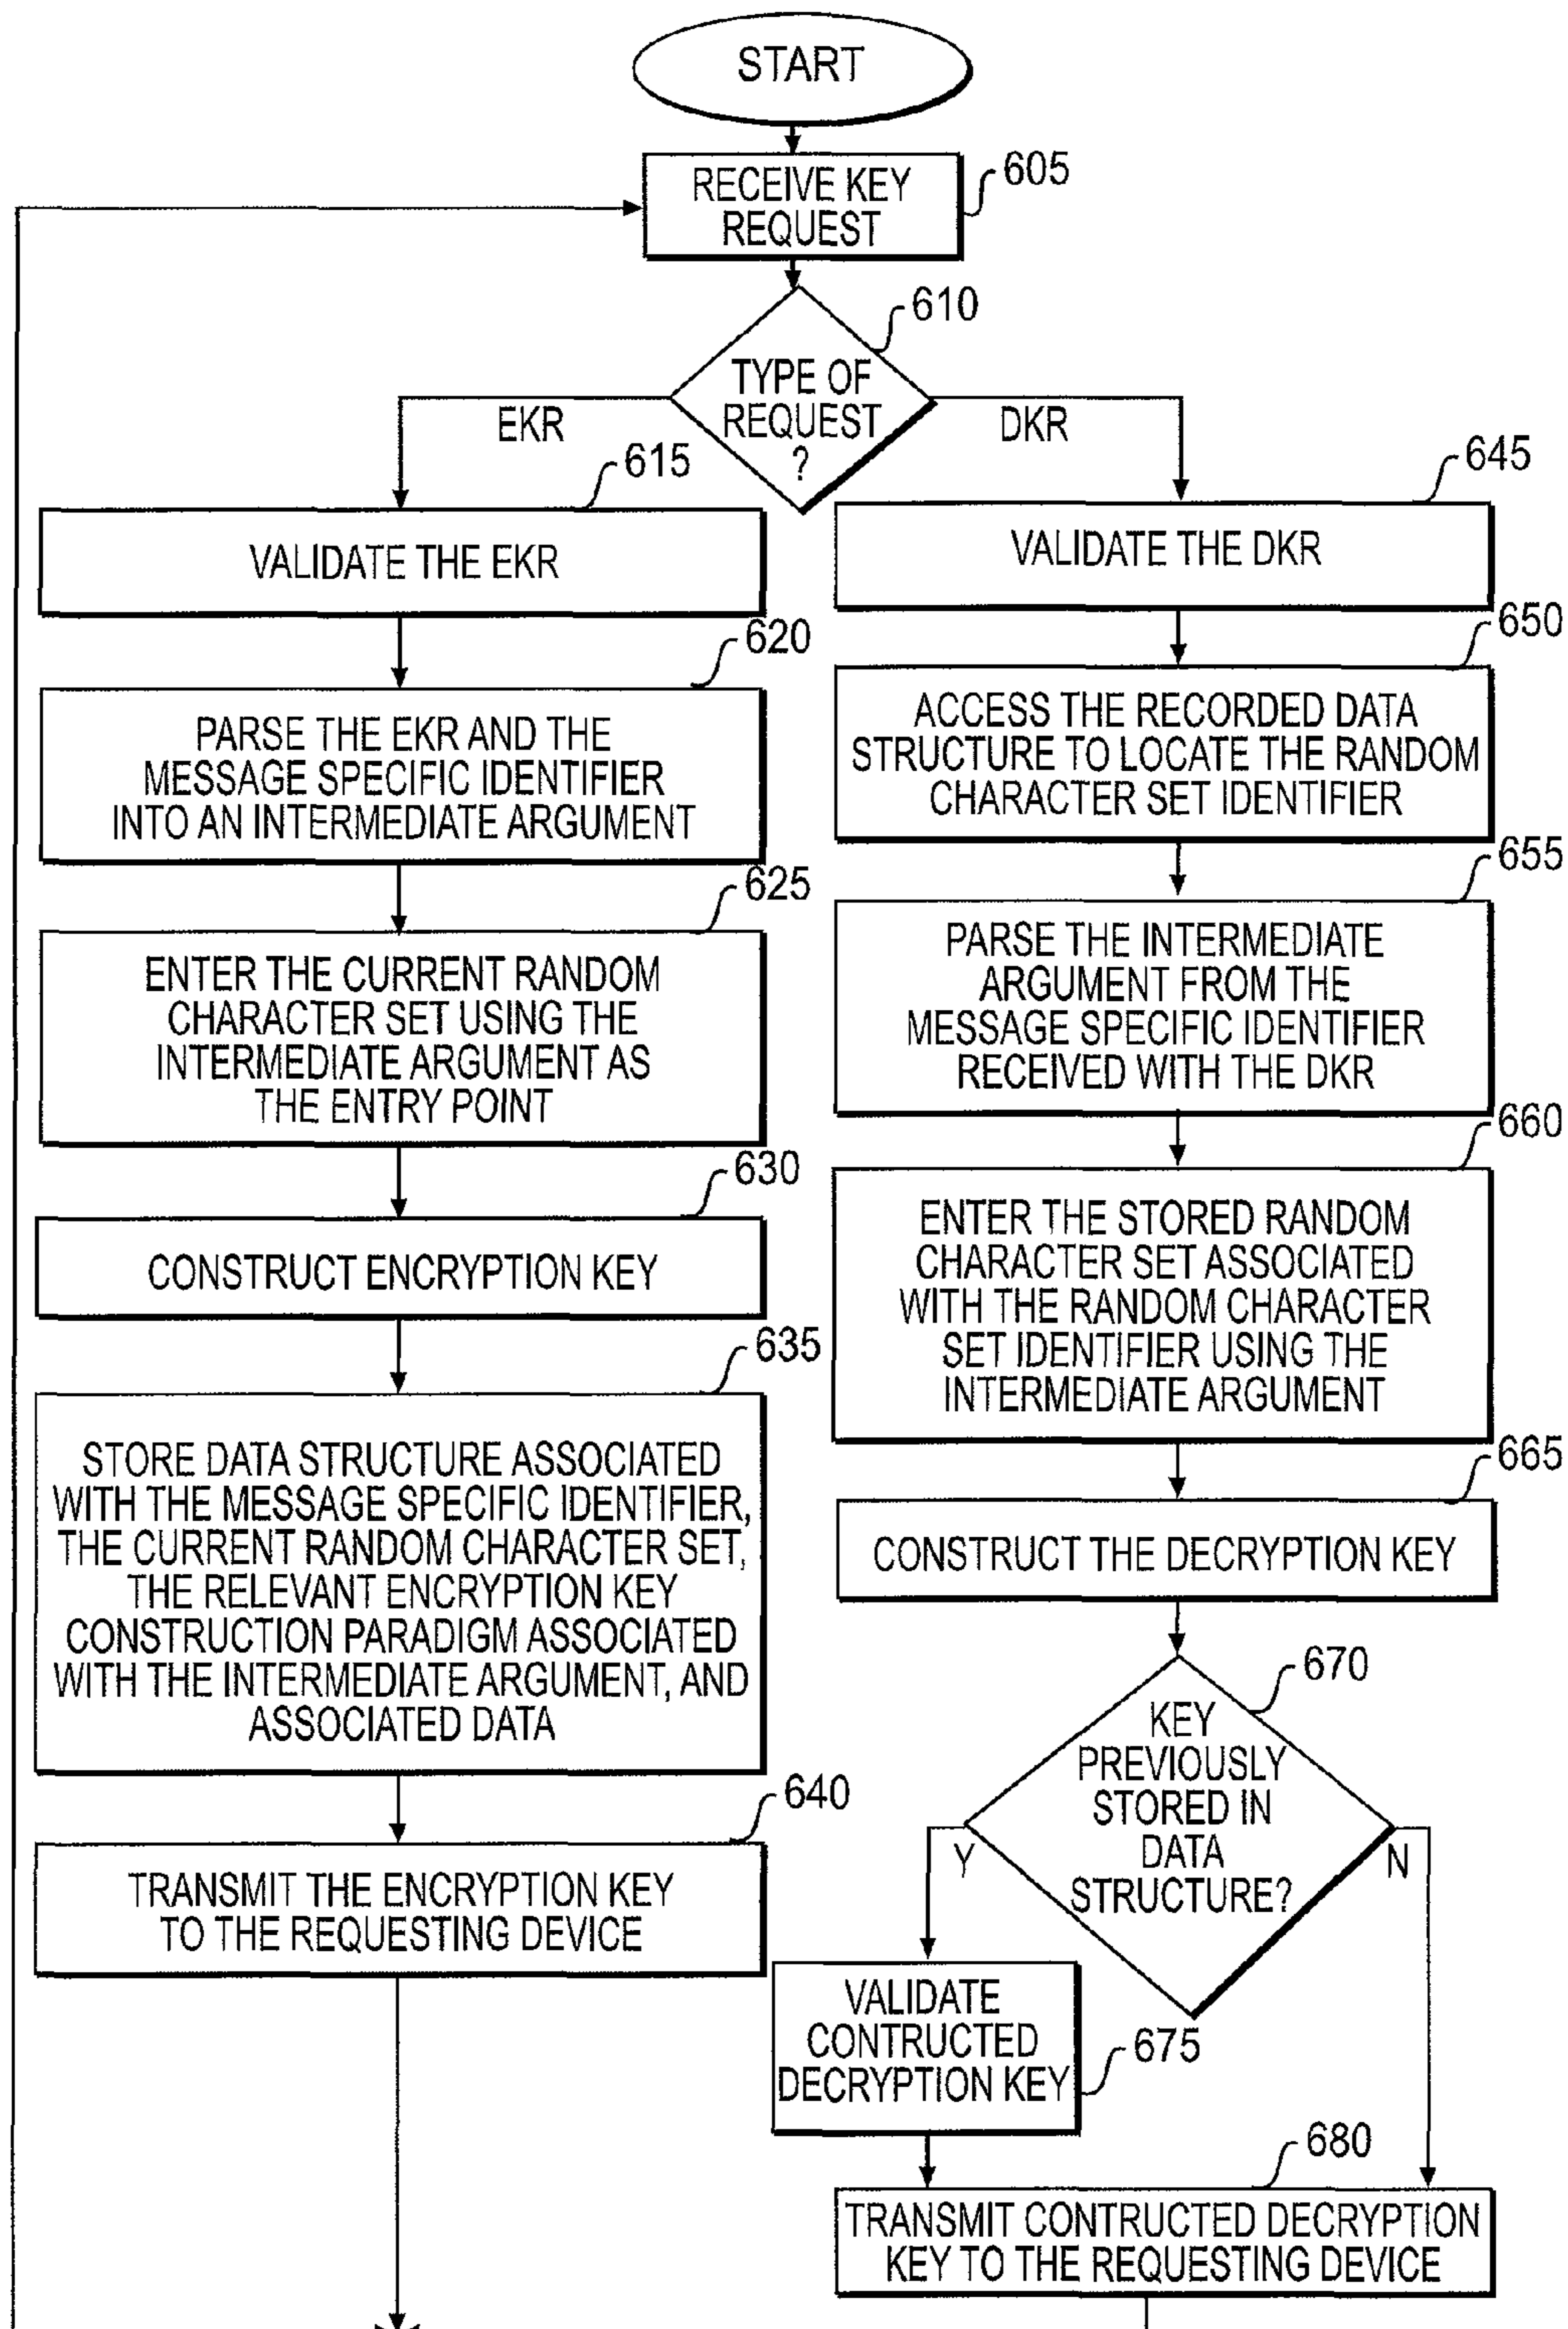 START
RECEIVE KEY
REQUEST
605
610
TYPE OF
REQUEST
?
EKR
DKR
615
VALIDATE THE EKR
620
PARSE THE EKR AND THE
MESSAGE SPECIFIC IDENTIFIER
INTO AN INTERMEDIATE ARGUMENT
625
ENTER THE CURRENT RANDOM
CHARACTER SET USING THE
INTERMEDIATE ARGUMENT AS
THE ENTRY POINT
630
CONSTRUCT ENCRYPTION KEY
635
STORE DATA STRUCTURE ASSOCIATED
WITH THE MESSAGE SPECIFIC IDENTIFIER,
THE CURRENT RANDOM CHARACTER SET,
THE RELEVANT ENCRYPTION KEY
CONSTRUCTION PARADIGM ASSOCIATED
WITH THE INTERMEDIATE ARGUMENT, AND
ASSOCIATED DATA
640
TRANSMIT THE ENCRYPTION KEY
TO THE REQUESTING DEVICE
645
VALIDATE THE DKR
650
ACCESS THE RECORDED DATA
STRUCTURE TO LOCATE THE RANDOM
CHARACTER SET IDENTIFIER
655
PARSE THE INTERMEDIATE
ARGUMENT FROM THE
MESSAGE SPECIFIC IDENTIFIER
RECEIVED WITH THE DKR
660
ENTER THE STORED RANDOM
CHARACTER SET ASSOCIATED
WITH THE RANDOM CHARACTER
SET IDENTIFIER USING THE
INTERMEDIATE ARGUMENT
665
CONSTRUCT THE DECRYPTION KEY
670
KEY
PREVIOUSLY
STORED IN
DATA
STRUCTURE?
Y
N
VALIDATE
CONTRUCTED
DECRYPTION KEY
675
680
TRANSMIT CONTRUCTED DECRYPTION
KEY TO THE REQUESTING DEVICE